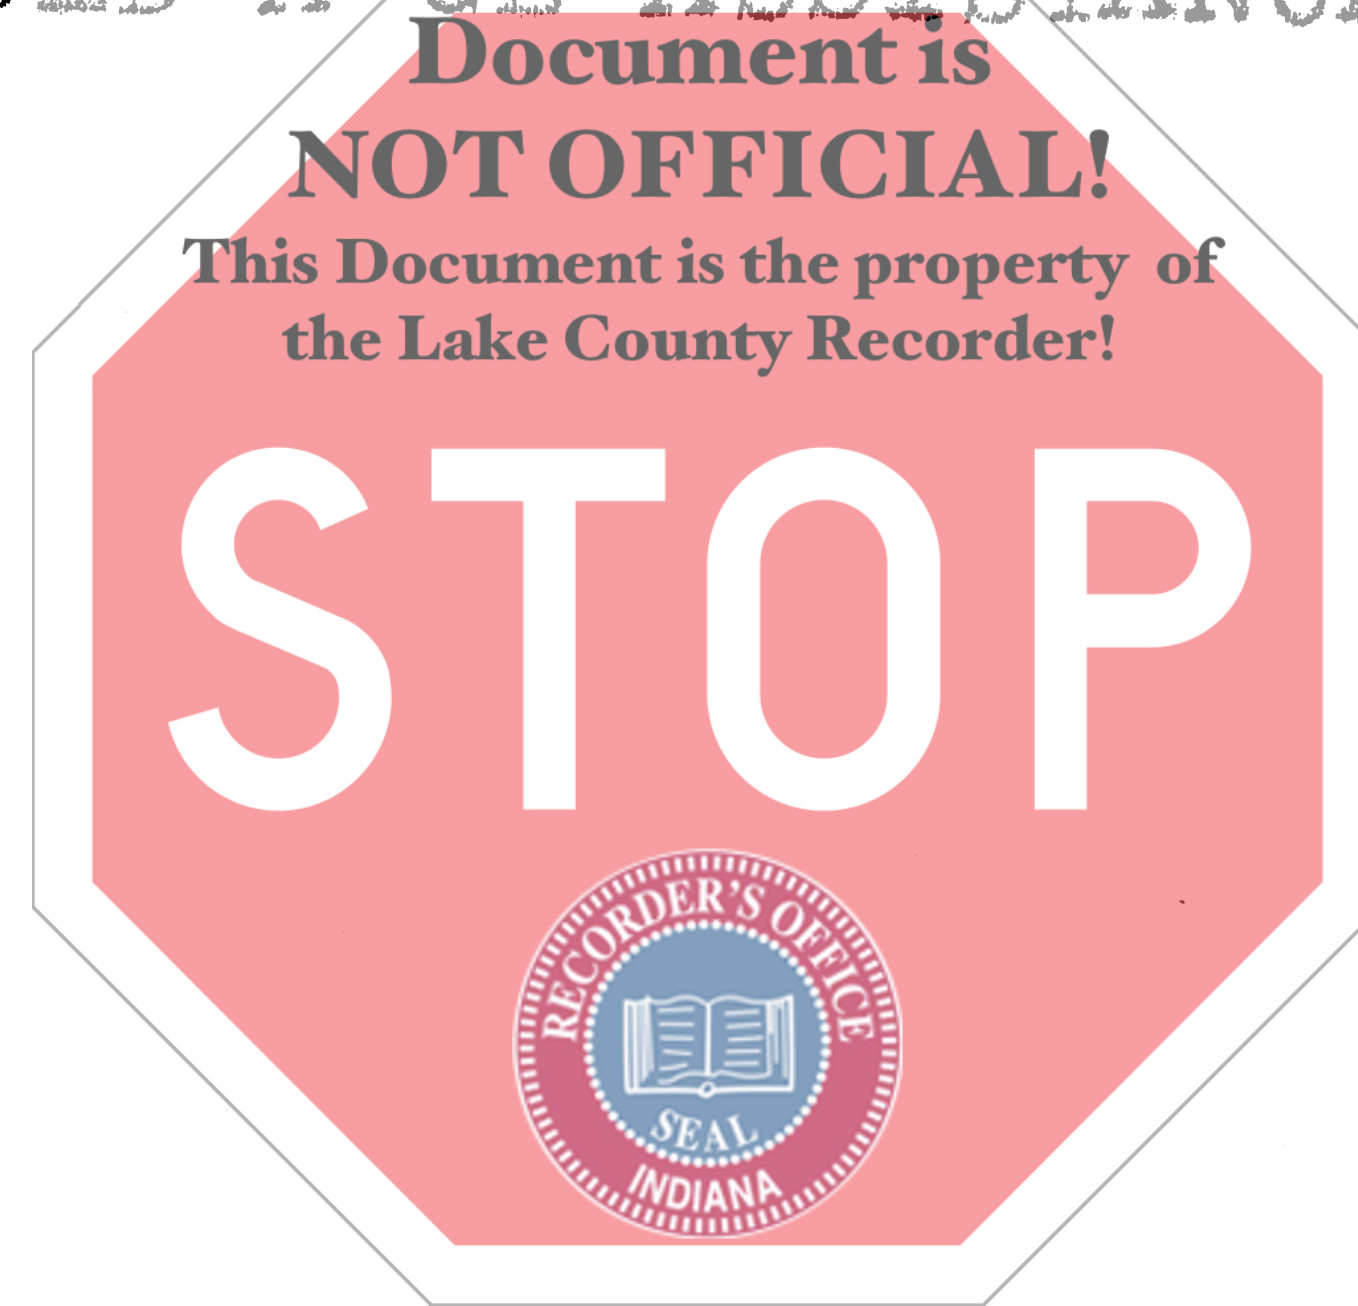 Document is
NOT OFFICIAL!
This Document is the property of
the Lake County Recorder!
STOP
RECORDER'S OFFICE
SEAL
INDIANA